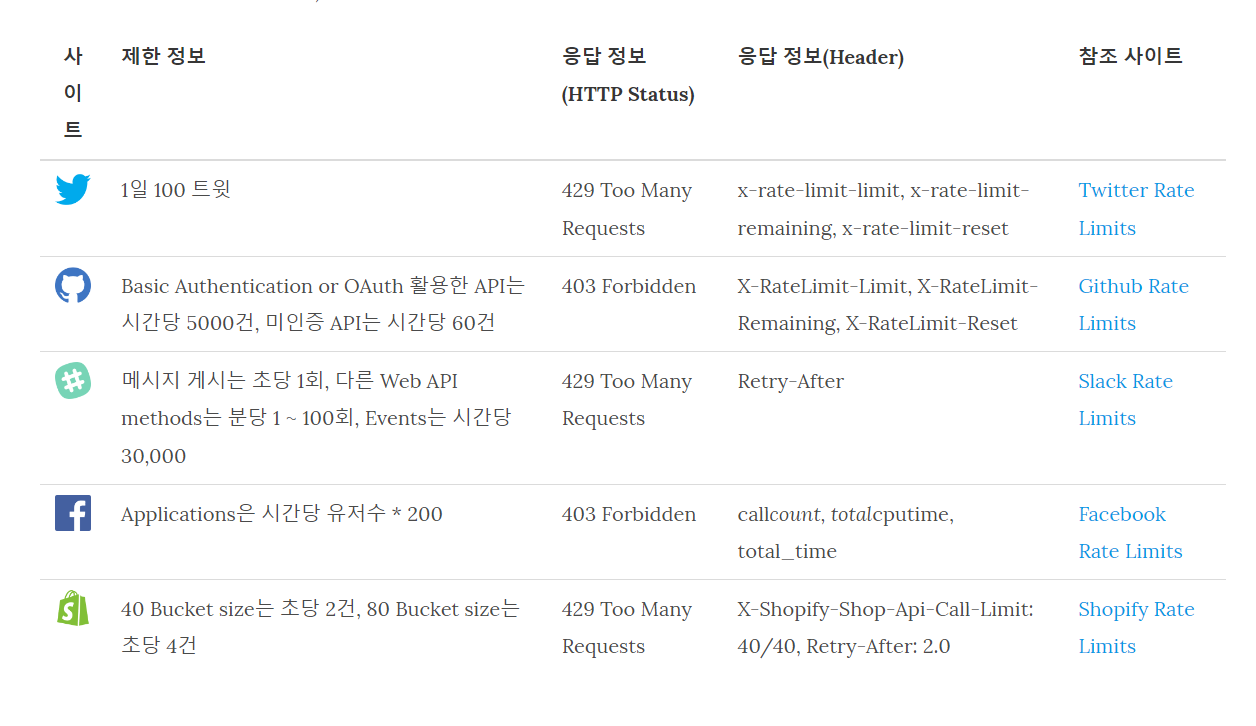 사 이 트 제한 정보 응답 정보 (HTTP Status) 응답 정보(Header) 참조 사이트
1일 100 트윗
429 Too Many
Requests
x-rate-limit-limit, x-rate-limit-
remaining, x-rate-limit-reset
Twitter Rate
Limits
Basic Authentication or OAuth 활용한 API는
시간당 5000건, 미인증 API는 시간당 60건
403 Forbidden
X-RateLimit-Limit, X-RateLimit-
Remaining, X-RateLimit-Reset
Github Rate
Limits
메시지 게시는 초당 1회, 다른 Web API
methods는 분당 1 ~ 100회, Events는 시간당
30,000
429 Too Many
Requests
Retry-After
Slack Rate
Limits
Applications은 시간당 유저수 * 200
403 Forbidden
callcount, totalcputime,
total_time
Facebook
Rate Limits
40 Bucket size는 초당 2건, 80 Bucket size는
초당 4건
429 Too Many
Requests
X-Shopify-Shop-Api-Call-Limit:
40/40, Retry-After: 2.0
Shopify Rate
Limits